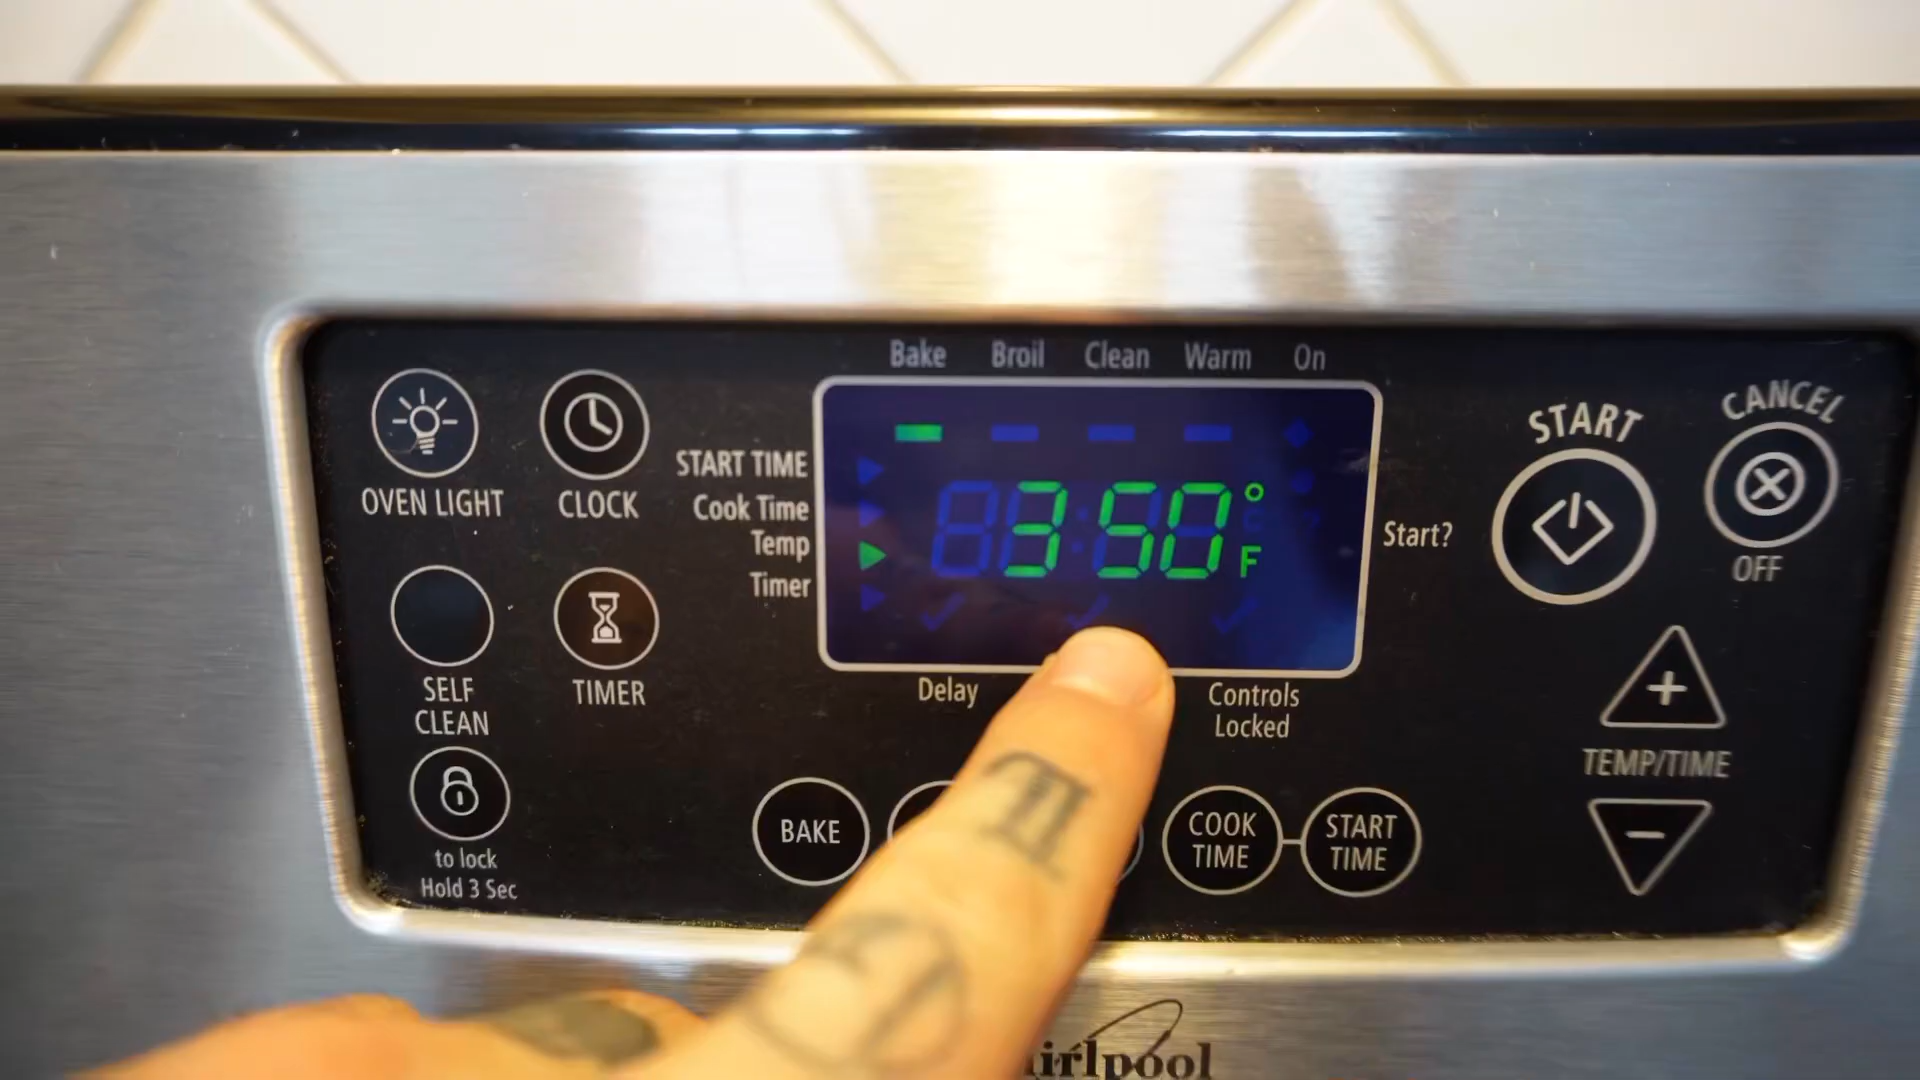 Bake Broil Clean Warm On
START TIME
Cook Time
Temp
Timer
350°
F
Start?
Delay
Controls
Locked
OVEN LIGHT
CLOCK
SELF
CLEAN
TIMER
to lock
Hold 3 Sec
BAKE
COOK
TIME
START
TIME
START
CANCEL
OFF
+
TEMP/TIME
-
irlpool